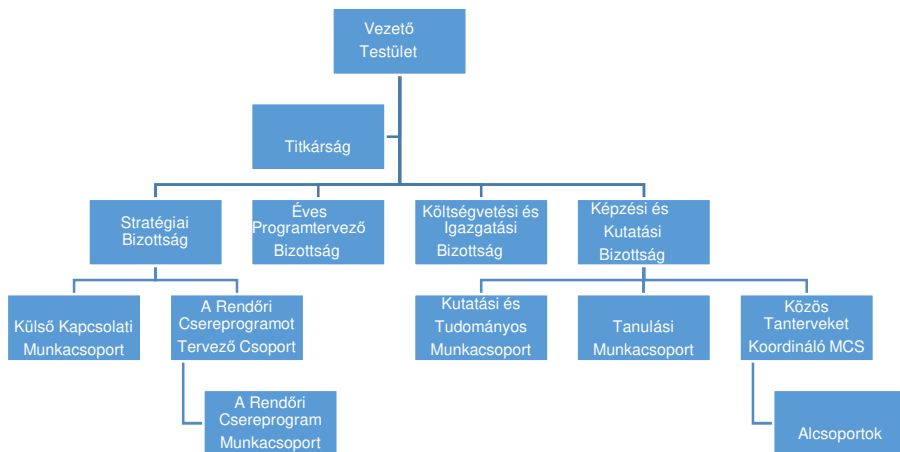 Vezető
Testület
Titkárság
Stratégiai
Bizottság
Éves
Programtervező
Bizottság
Költségvetési és
Igazgatási
Bizottság
Képzési és
Kutatási
Bizottság
Külső Kapcsolati
Munkacsoport
A Rendőri
Csereprogramot
Tervező Csoport
Kutatási és
Tudományos
Munkacsoport
Tanulási
Munkacsoport
Közös
Tanterveket
Koordináló MCS
A Rendőri
Csereprogram
Munkacsoport
Alcsoportok